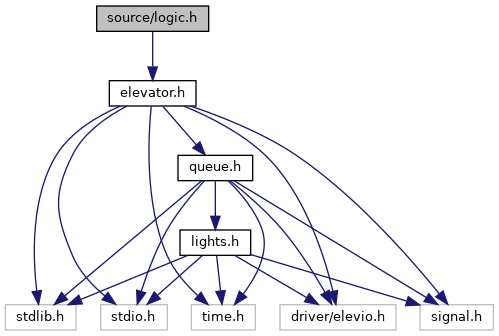 source/logic.h
elevator.h
queue.h
lights.h
stdlib.h
stdio.h
time.h
driver/elevio.h
signal.h